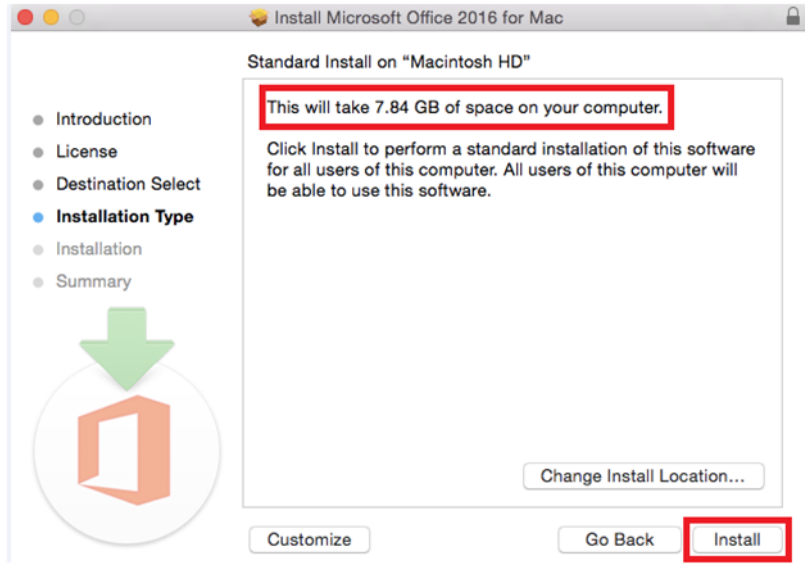 Install Microsoft Office 2016 for Mac
Standard Install on “Macintosh HD”
Introduction
License
Destination Select
Installation Type
Installation
Summary
This will take 7.84 GB of space on your computer.
Click Install to perform a standard installation of this software
for all users of this computer. All users of this computer will
be able to use this software.
Change Install Location...
Customize
Go Back
Install